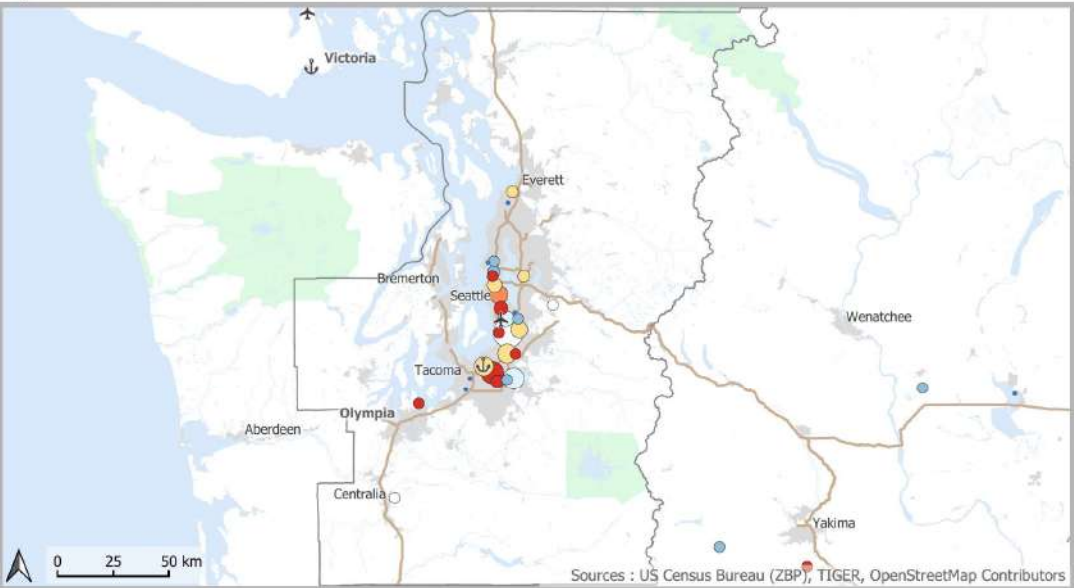 Victoria
Everett
Bremerton
Seattle
Wenatchee
Tacoma
Olympia
Aberdeen
Centralia
Yakima
0 25 50 km
Sources : US Census Bureau (ZBP), TIGER, OpenStreetMap Contributors